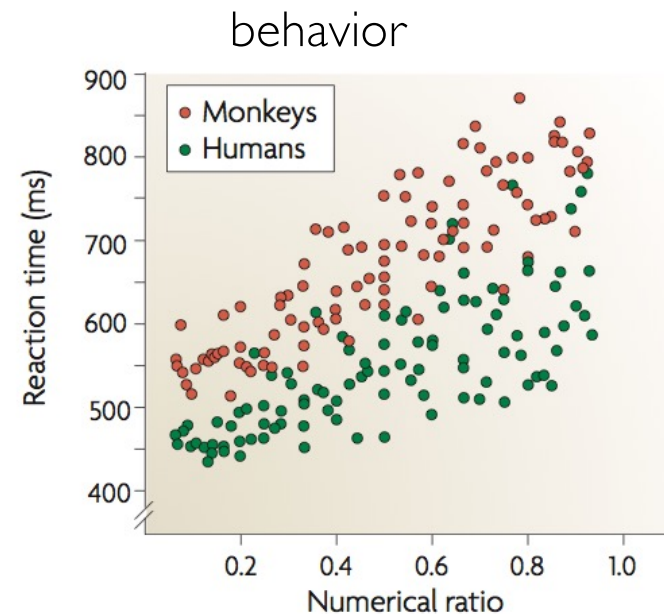 behavior
900
Monkeys
Humans
800
700
600
500
400
Reaction time (ms)
0.2 0.4 0.6 0.8 1.0
Numerical ratio